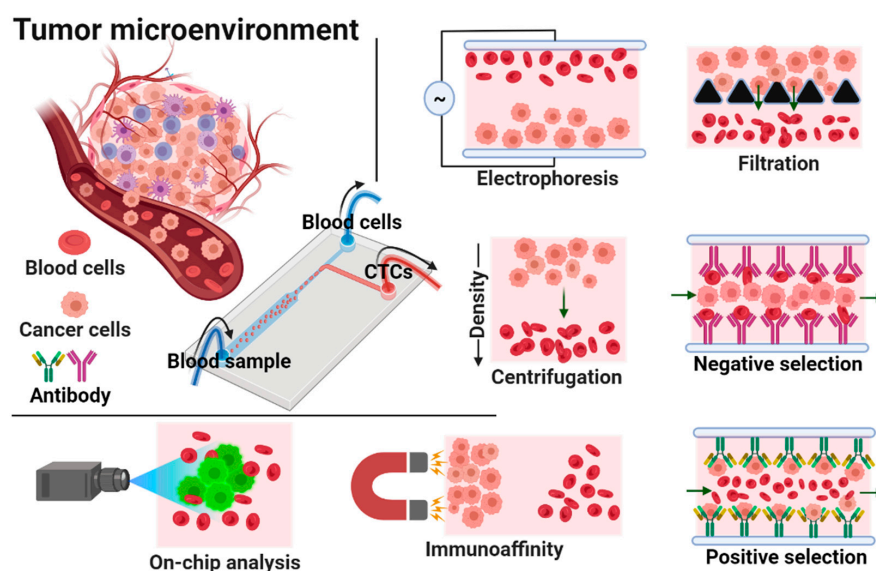 Tumor microenvironment
~
Electrophoresis
Filtration
Blood cells
Blood cells
CTCs
Cancer cells
Blood sample
Antibody
Density
Centrifugation
Negative selection
On-chip analysis
Immunoaffinity
Positive selection